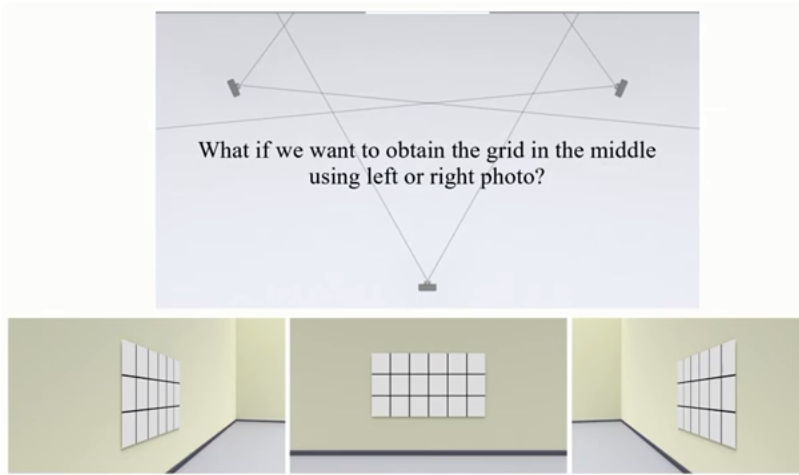 What if we want to obtain the grid in the middle
using left or right photo?